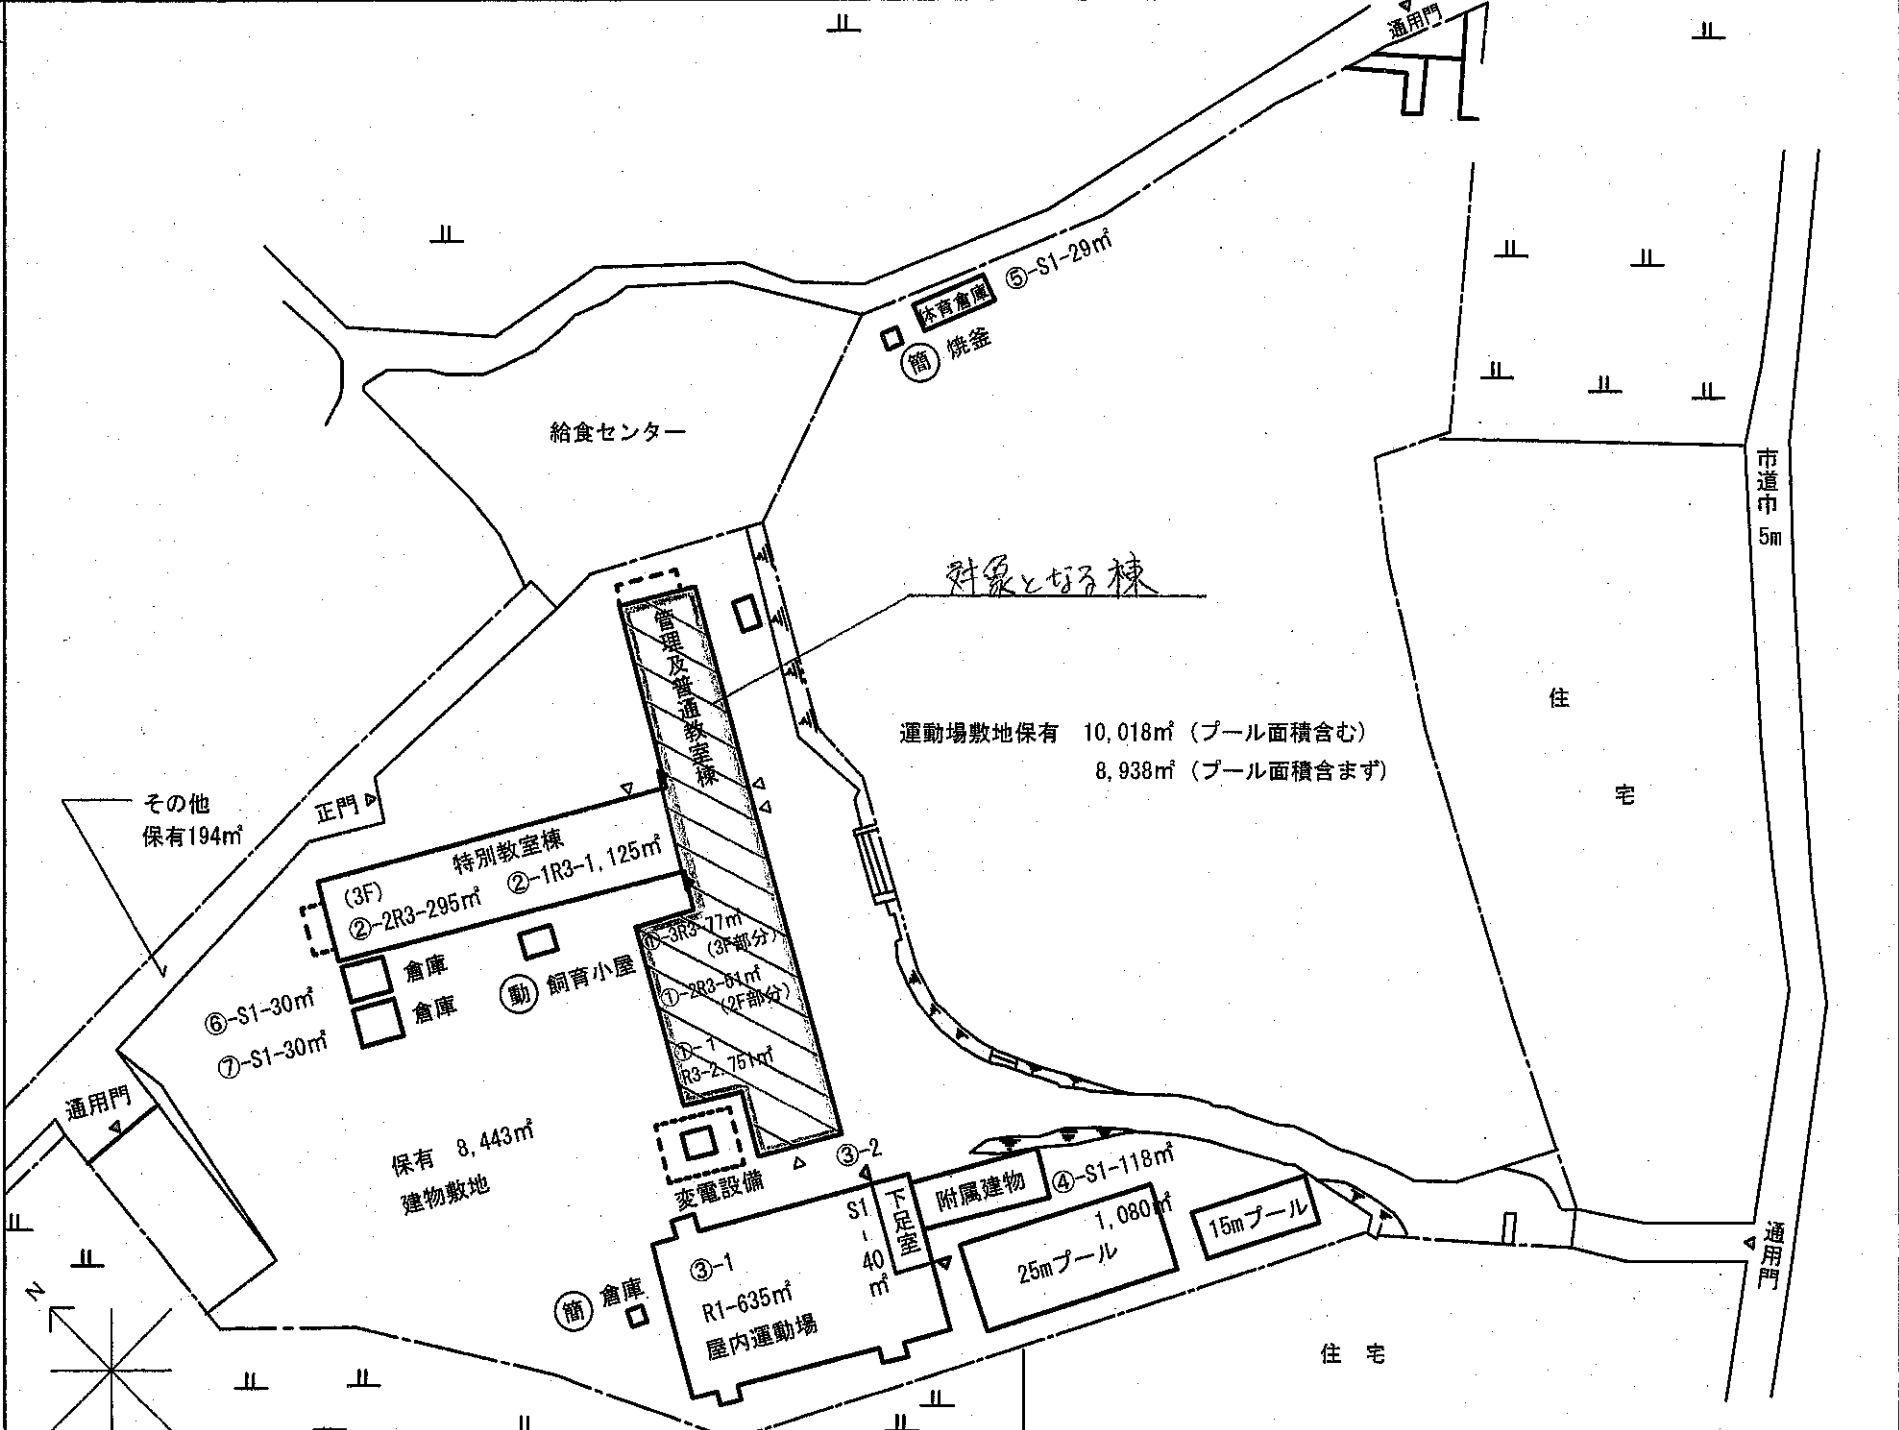 通用門
⑤-S1-29㎡
体育倉庫
簡 焼釜
給食センター
市道巾 5m
対象となる棟
管理及普通教室棟
住宅
運動場敷地保有 10,018㎡（プール面積含む）
8,938㎡（プール面積含まず）
その他
保有194㎡
正門
特別教室棟
(3F)
②-2R3-295㎡ ②-1R3-1,125㎡
①-3R3-77㎡
(3F部分)
①-2R3-51㎡
(2F部分)
①-1
R3-2,751㎡
倉庫
⑥-S1-30㎡
動 飼育小屋
倉庫
⑦-S1-30㎡
通用門
保有 8,443㎡
建物敷地
変電設備
③-2
S1-40㎡
下足室
附属建物
④-S1-118㎡
1,080㎡
25mプール
15mプール
通用門
③-1
R1-635㎡
屋内運動場
簡 倉庫
住宅
N